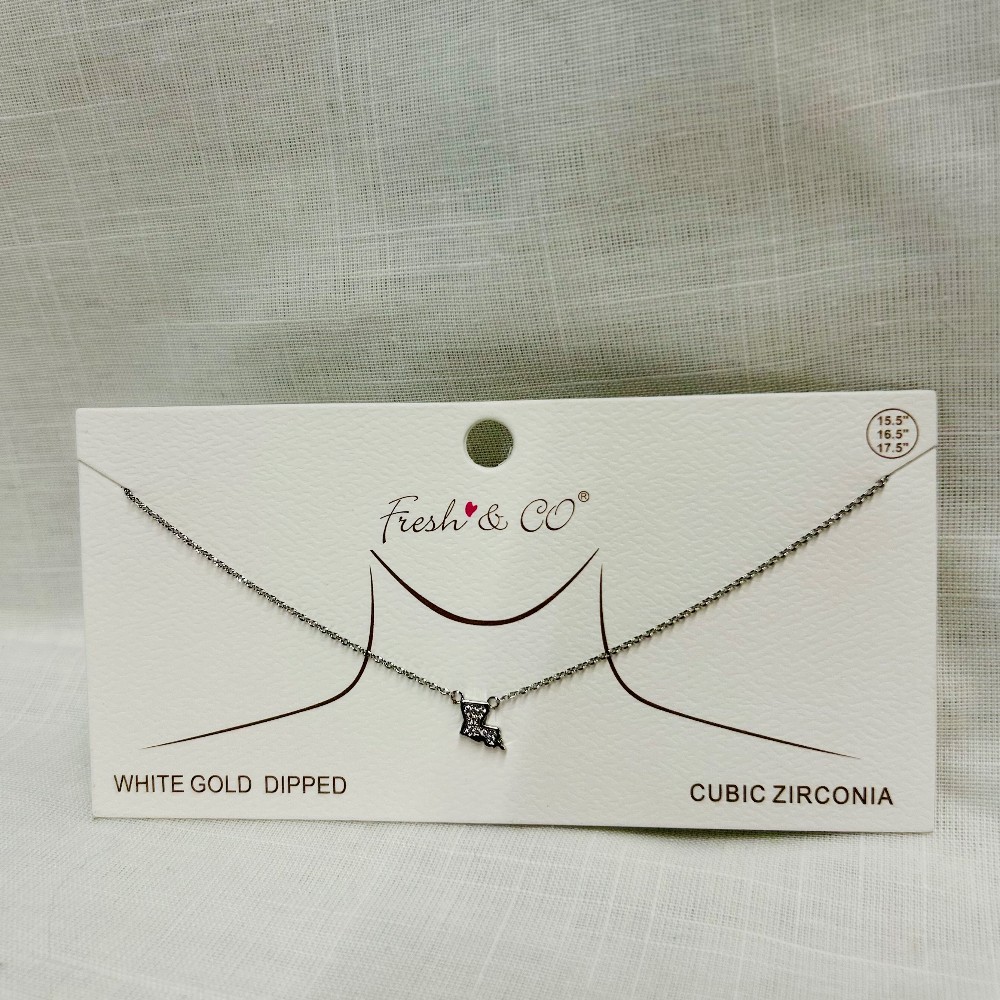 15.5"
16.5"
17.5"
Fresh & CO®
WHITE GOLD DIPPED
CUBIC ZIRCONIA